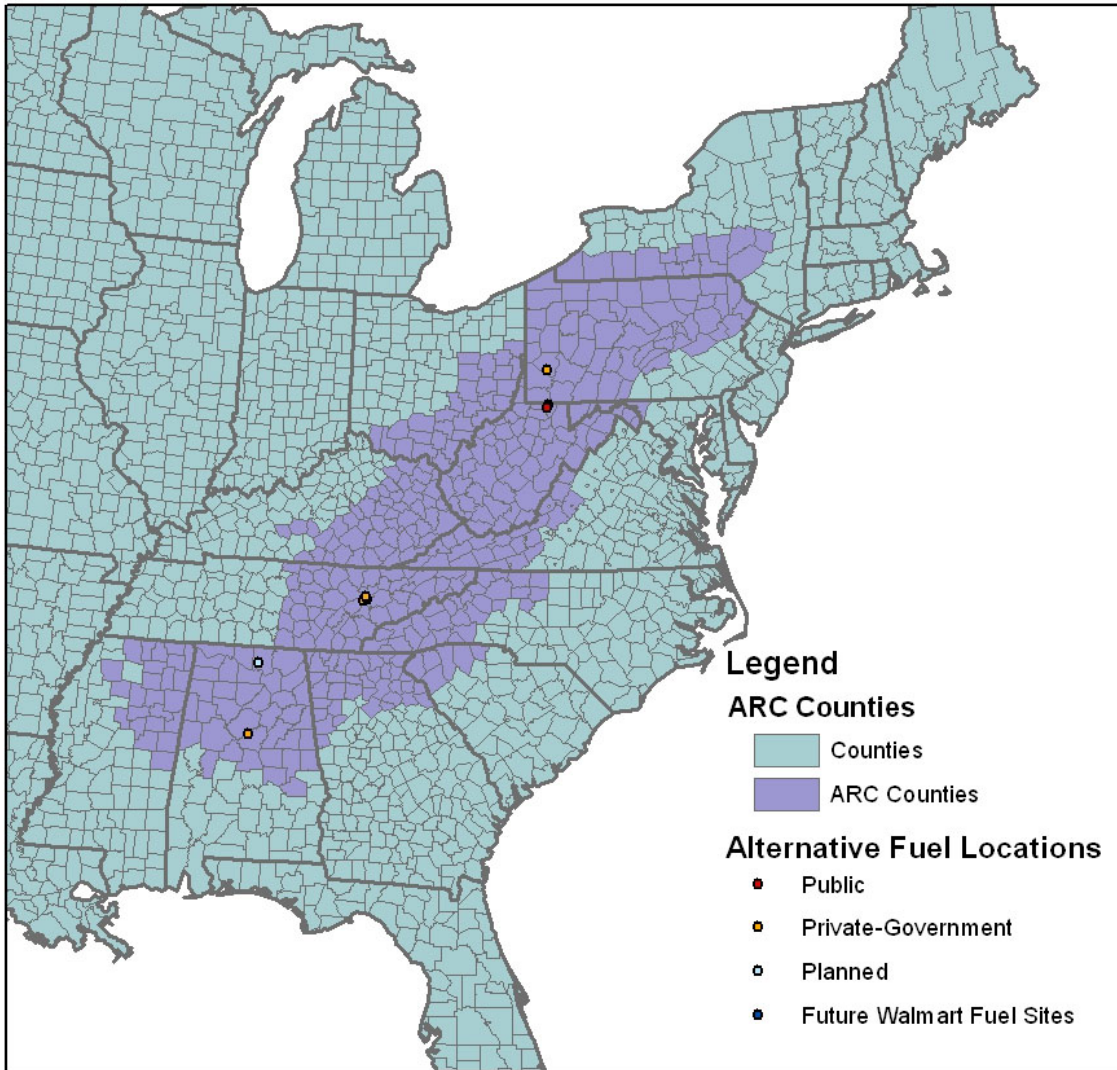 Legend
ARC Counties
Counties
ARC Counties
Alternative Fuel Locations
Public
Private-Government
Planned
Future Walmart Fuel Sites